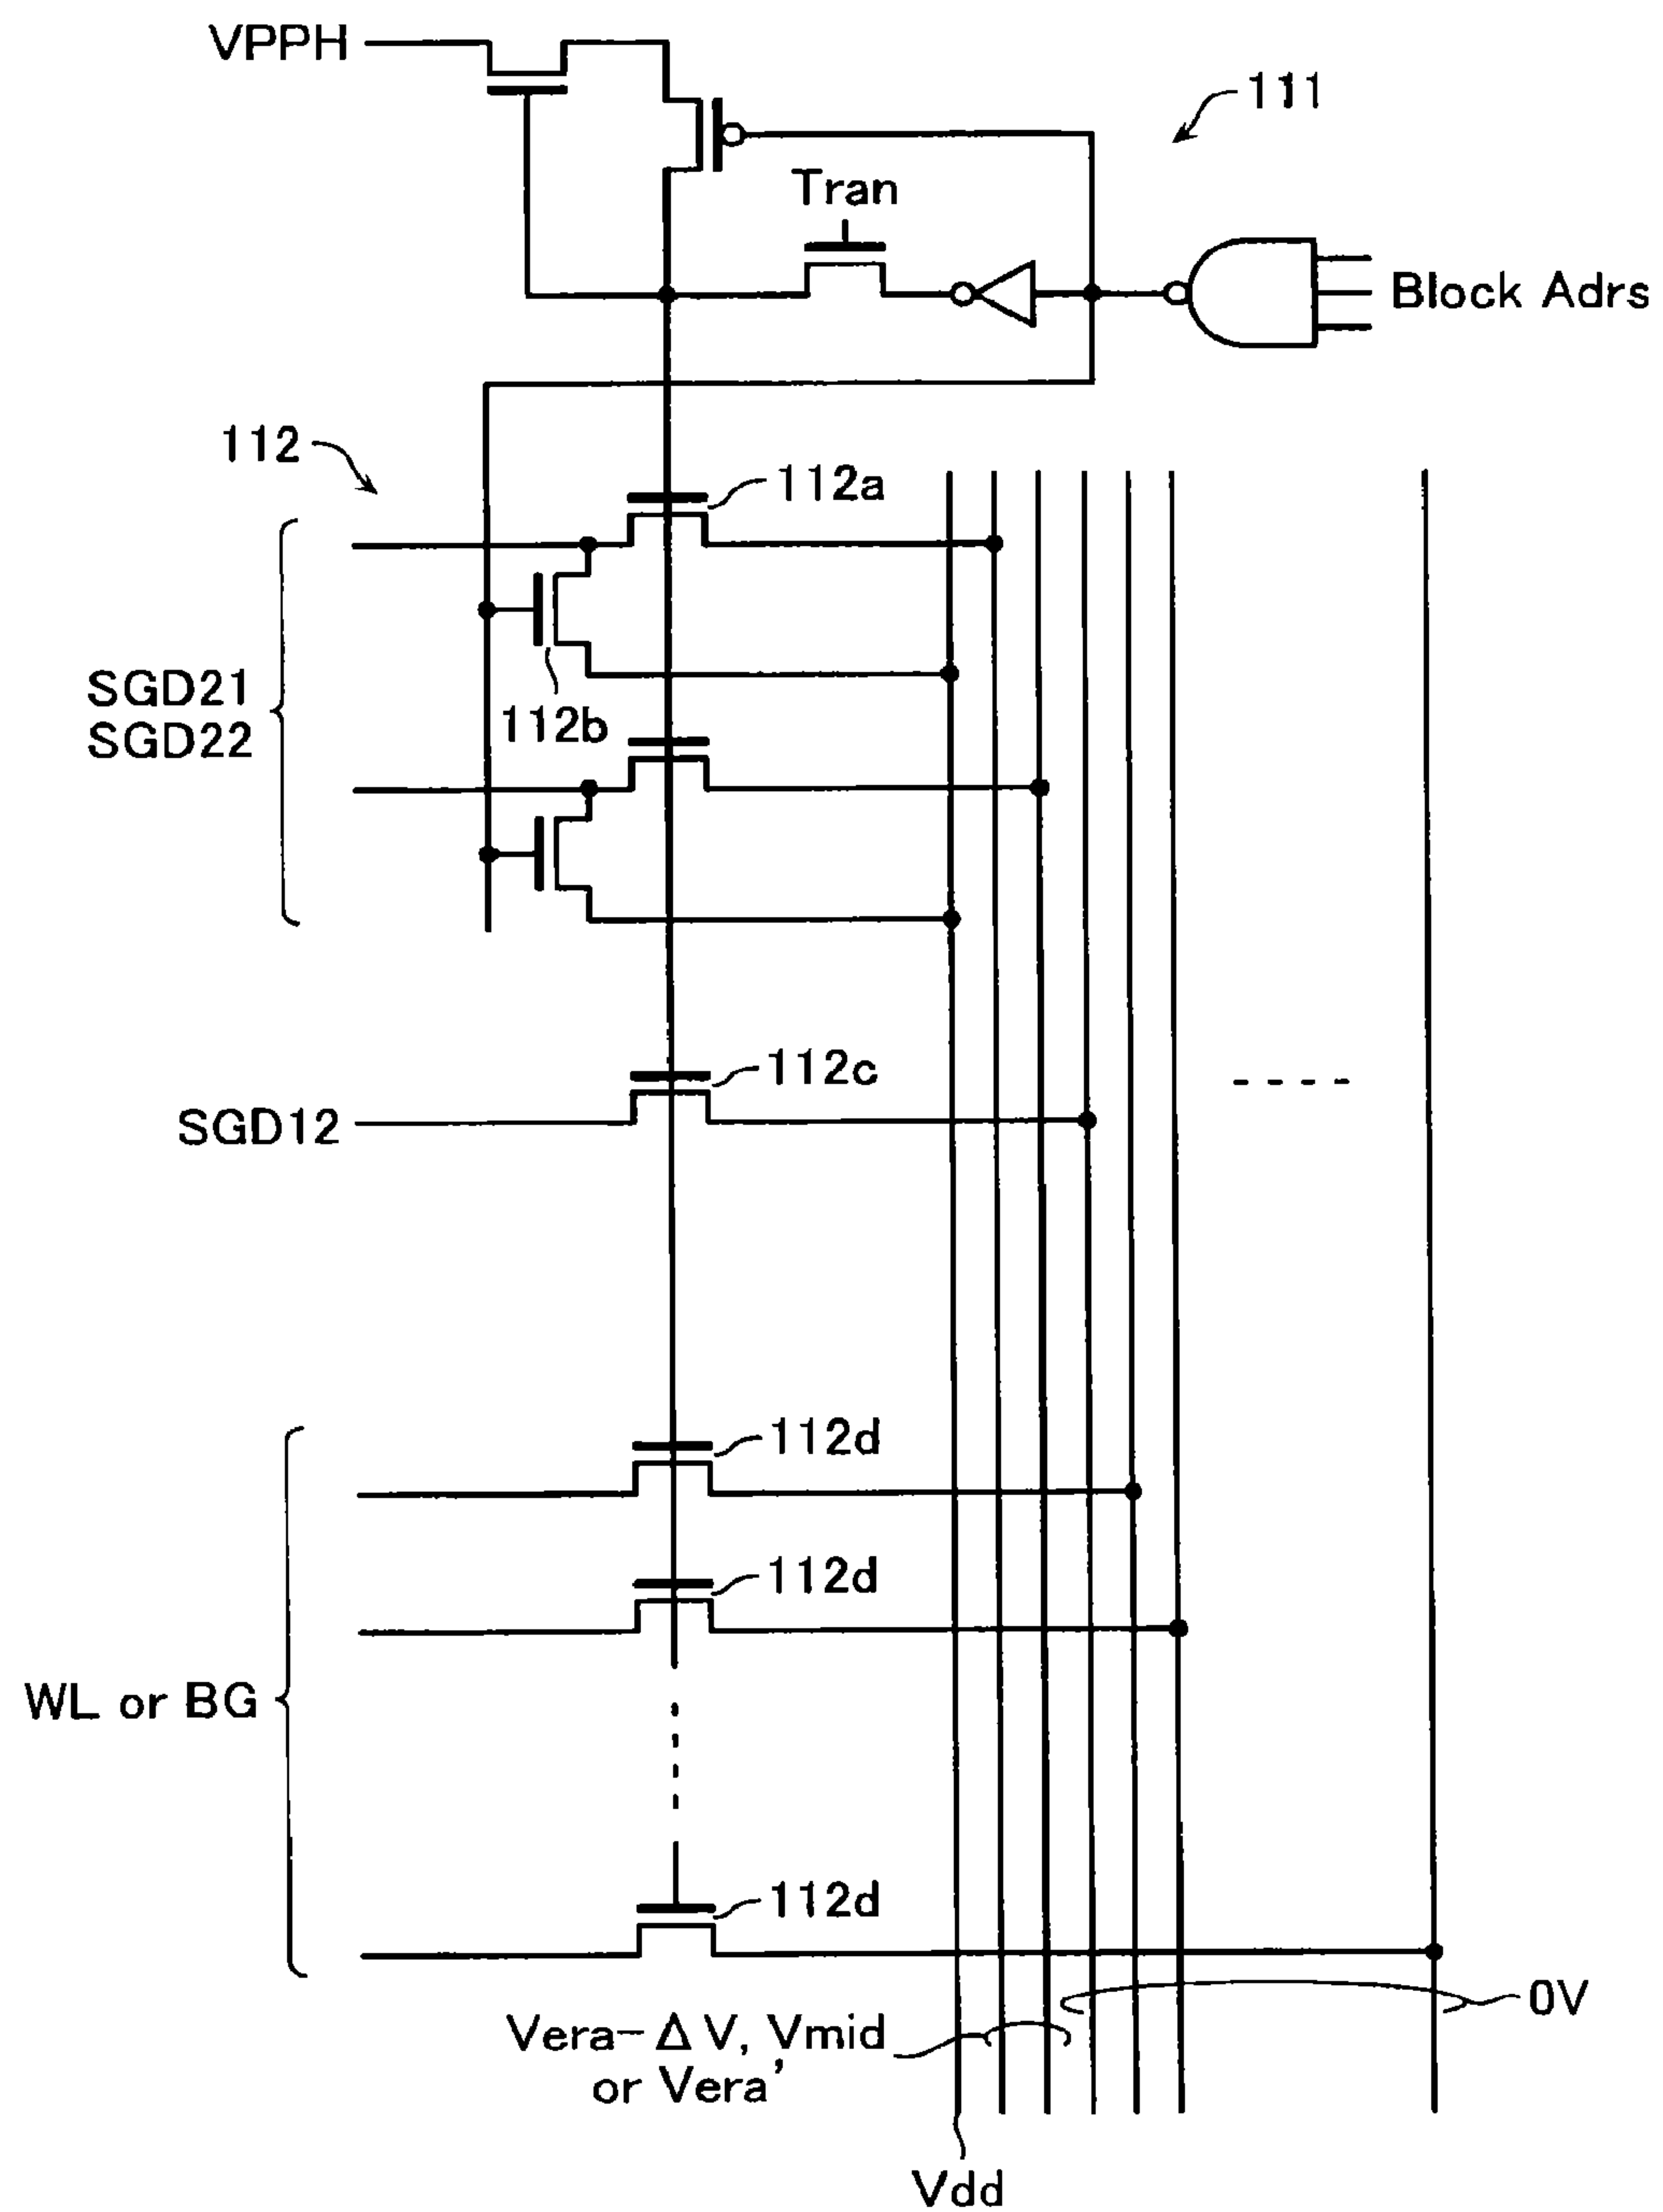 VPPH
111
Tran
Block Adrs
112
112a
SGD21
SGD22
112b
112c
SGD12
112d
112d
WL or BG
112d
0V
Vera-ΔV, Vmid
or Vera'
Vdd